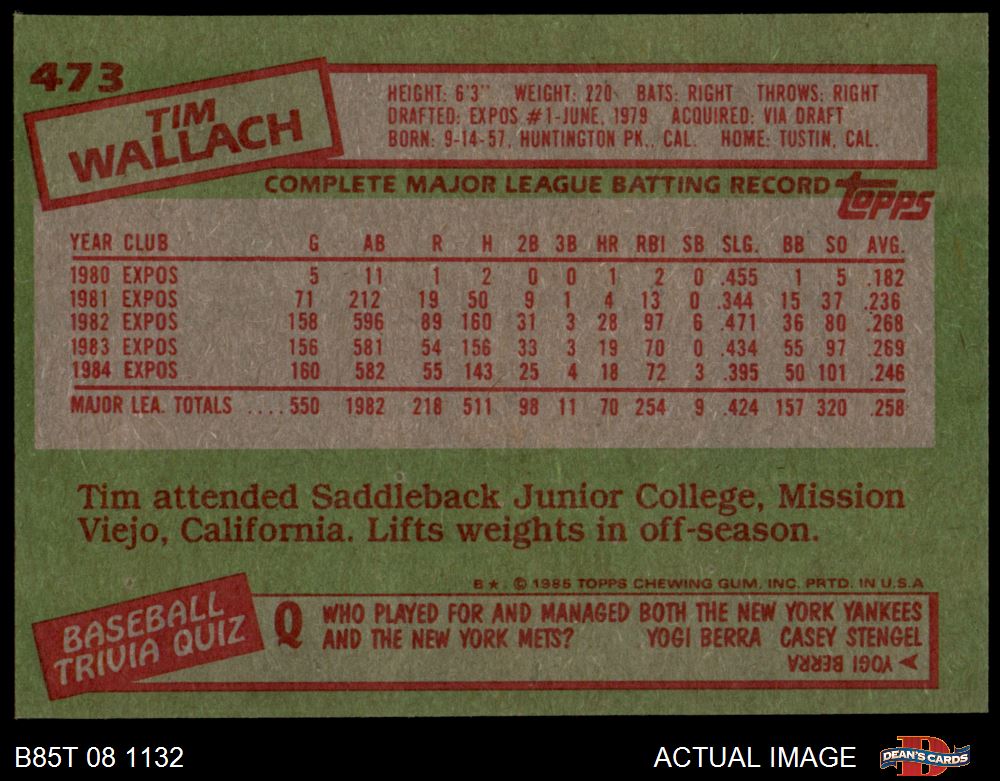 473
TIM
WALLACH
HEIGHT: 6'3" WEIGHT: 220 BATS: RIGHT THROWS: RIGHT
DRAFTED: EXPOS #1-JUNE, 1979 ACQUIRED: VIA DRAFT
BORN: 9-14-57, HUNTINGTON PK., CAL. HOME: TUSTIN, CAL.
COMPLETE MAJOR LEAGUE BATTING RECORD topps
YEAR CLUB G AB R H 2B 3B HR RBI SB SLG. BB SO AVG.
1980 EXPOS 5 11 1 2 0 0 1 2 0 .455 1 5 .182
1981 EXPOS 71 212 19 50 9 1 4 13 0 .344 15 37 .236
1982 EXPOS 158 596 89 160 31 3 28 97 6 .471 36 80 .268
1983 EXPOS 156 581 54 156 33 3 19 70 0 .434 55 97 .269
1984 EXPOS 160 582 55 143 25 4 18 72 3 .395 50 101 .246
MAJOR LEA. TOTALS .... 550 1982 218 511 98 11 70 254 9 .424 157 320 .258
Tim attended Saddleback Junior College, Mission
Viejo, California. Lifts weights in off-season.
B★. © 1985 TOPPS CHEWING GUM, INC. PRTD. IN U.S.A
BASEBALL
TRIVIA QUIZ
Q WHO PLAYED FOR AND MANAGED BOTH THE NEW YORK YANKEES
AND THE NEW YORK METS? YOGI BERRA CASEY STENGEL
YOGI BERRA
B85T 08 1132
ACTUAL IMAGE
DEAN'S CARDS